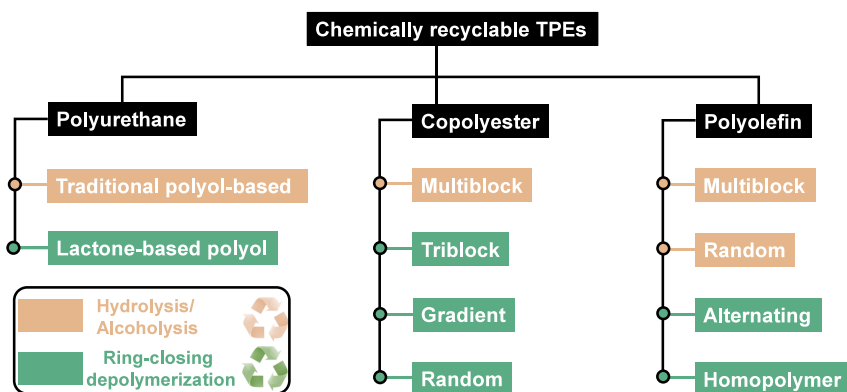 Chemically recyclable TPEs
Polyurethane
Traditional polyol-based
Lactone-based polyol
Copolyester
Multiblock
Triblock
Gradient
Random
Polyolefin
Multiblock
Random
Alternating
Homopolymer
Hydrolysis/
Alcoholysis
Ring-closing
depolymerization